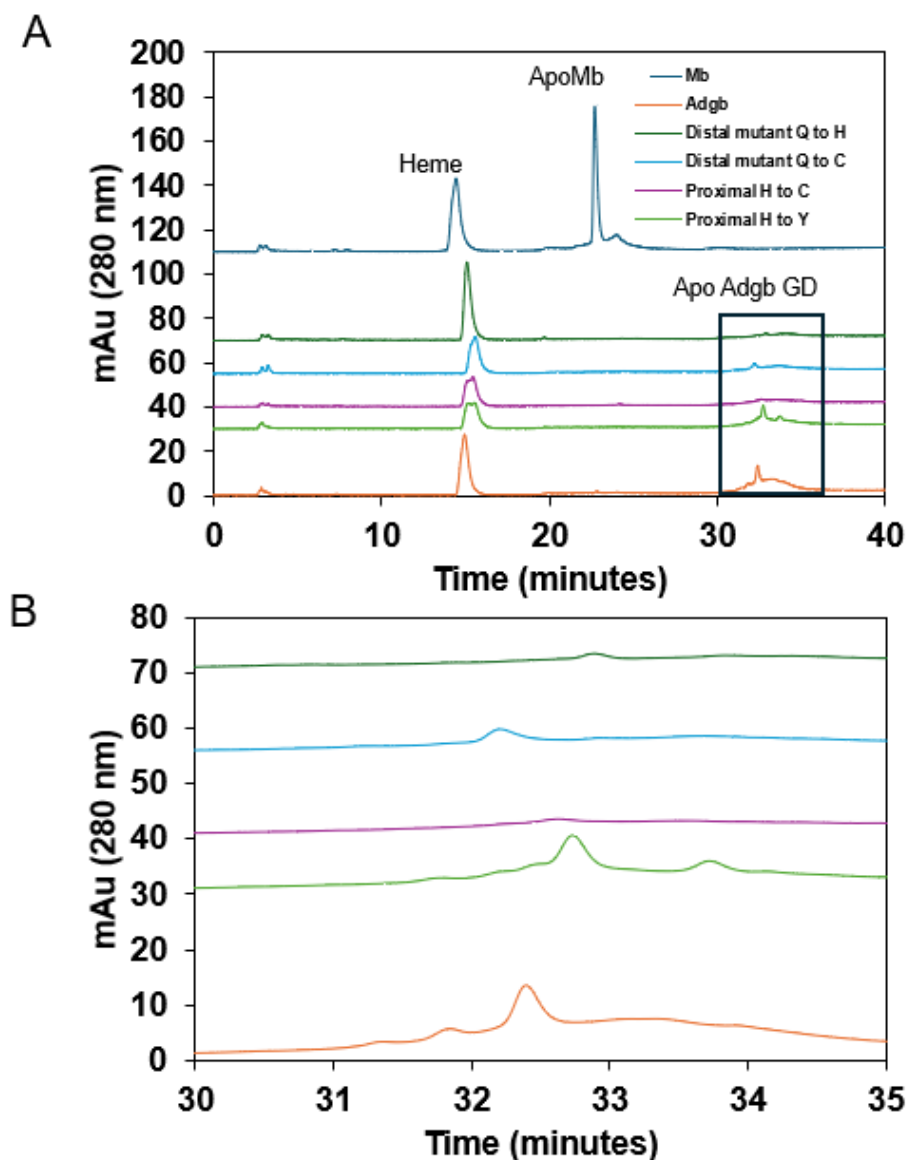 A
200
180
160
140
120
100
80
60
40
20
0
mAu (280 nm)
Heme
ApoMb
Mb
Adgb
Distal mutant Q to H
Distal mutant Q to C
Proximal H to C
Proximal H to Y
Apo Adgb GD
0 10 20 30 40
Time (minutes)
B
80
70
60
50
40
30
20
10
0
mAu (280 nm)
30 31 32 33 34 35
Time (minutes)